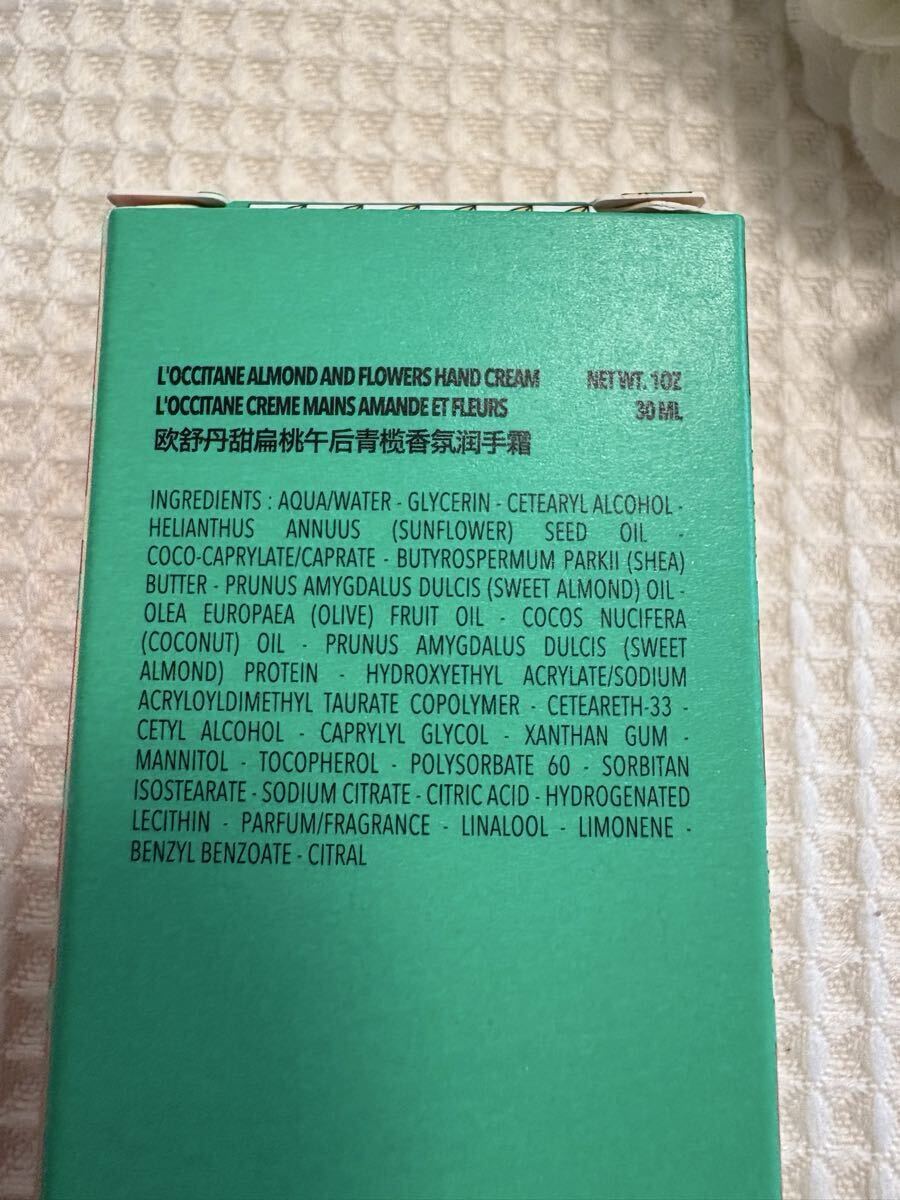 L'OCCITANE ALMOND AND FLOWERS HAND CREAM NET WT. 1OZ
L'OCCITANE CREME MAINS AMANDE ET FLEURS 30 ML
欧舒丹甜扁桃午后青榄香氛润手霜
INGREDIENTS : AQUA/WATER - GLYCERIN - CETEARYL ALCOHOL -
HELIANTHUS ANNUUS (SUNFLOWER) SEED OIL -
COCO-CAPRYLATE/CAPRATE - BUTYROSPERMUM PARKII (SHEA)
BUTTER - PRUNUS AMYGDALUS DULCIS (SWEET ALMOND) OIL -
OLEA EUROPAEA (OLIVE) FRUIT OIL - COCOS NUCIFERA
(COCONUT) OIL - PRUNUS AMYGDALUS DULCIS (SWEET
ALMOND) PROTEIN - HYDROXYETHYL ACRYLATE/SODIUM
ACRYLOYLDIMETHYL TAURATE COPOLYMER - CETEARETH-33 -
CETYL ALCOHOL - CAPRYLYL GLYCOL - XANTHAN GUM -
MANNITOL - TOCOPHEROL - POLYSORBATE 60 - SORBITAN
ISOSTEARATE - SODIUM CITRATE - CITRIC ACID - HYDROGENATED
LECITHIN - PARFUM/FRAGRANCE - LINALOOL - LIMONENE -
BENZYL BENZOATE - CITRAL